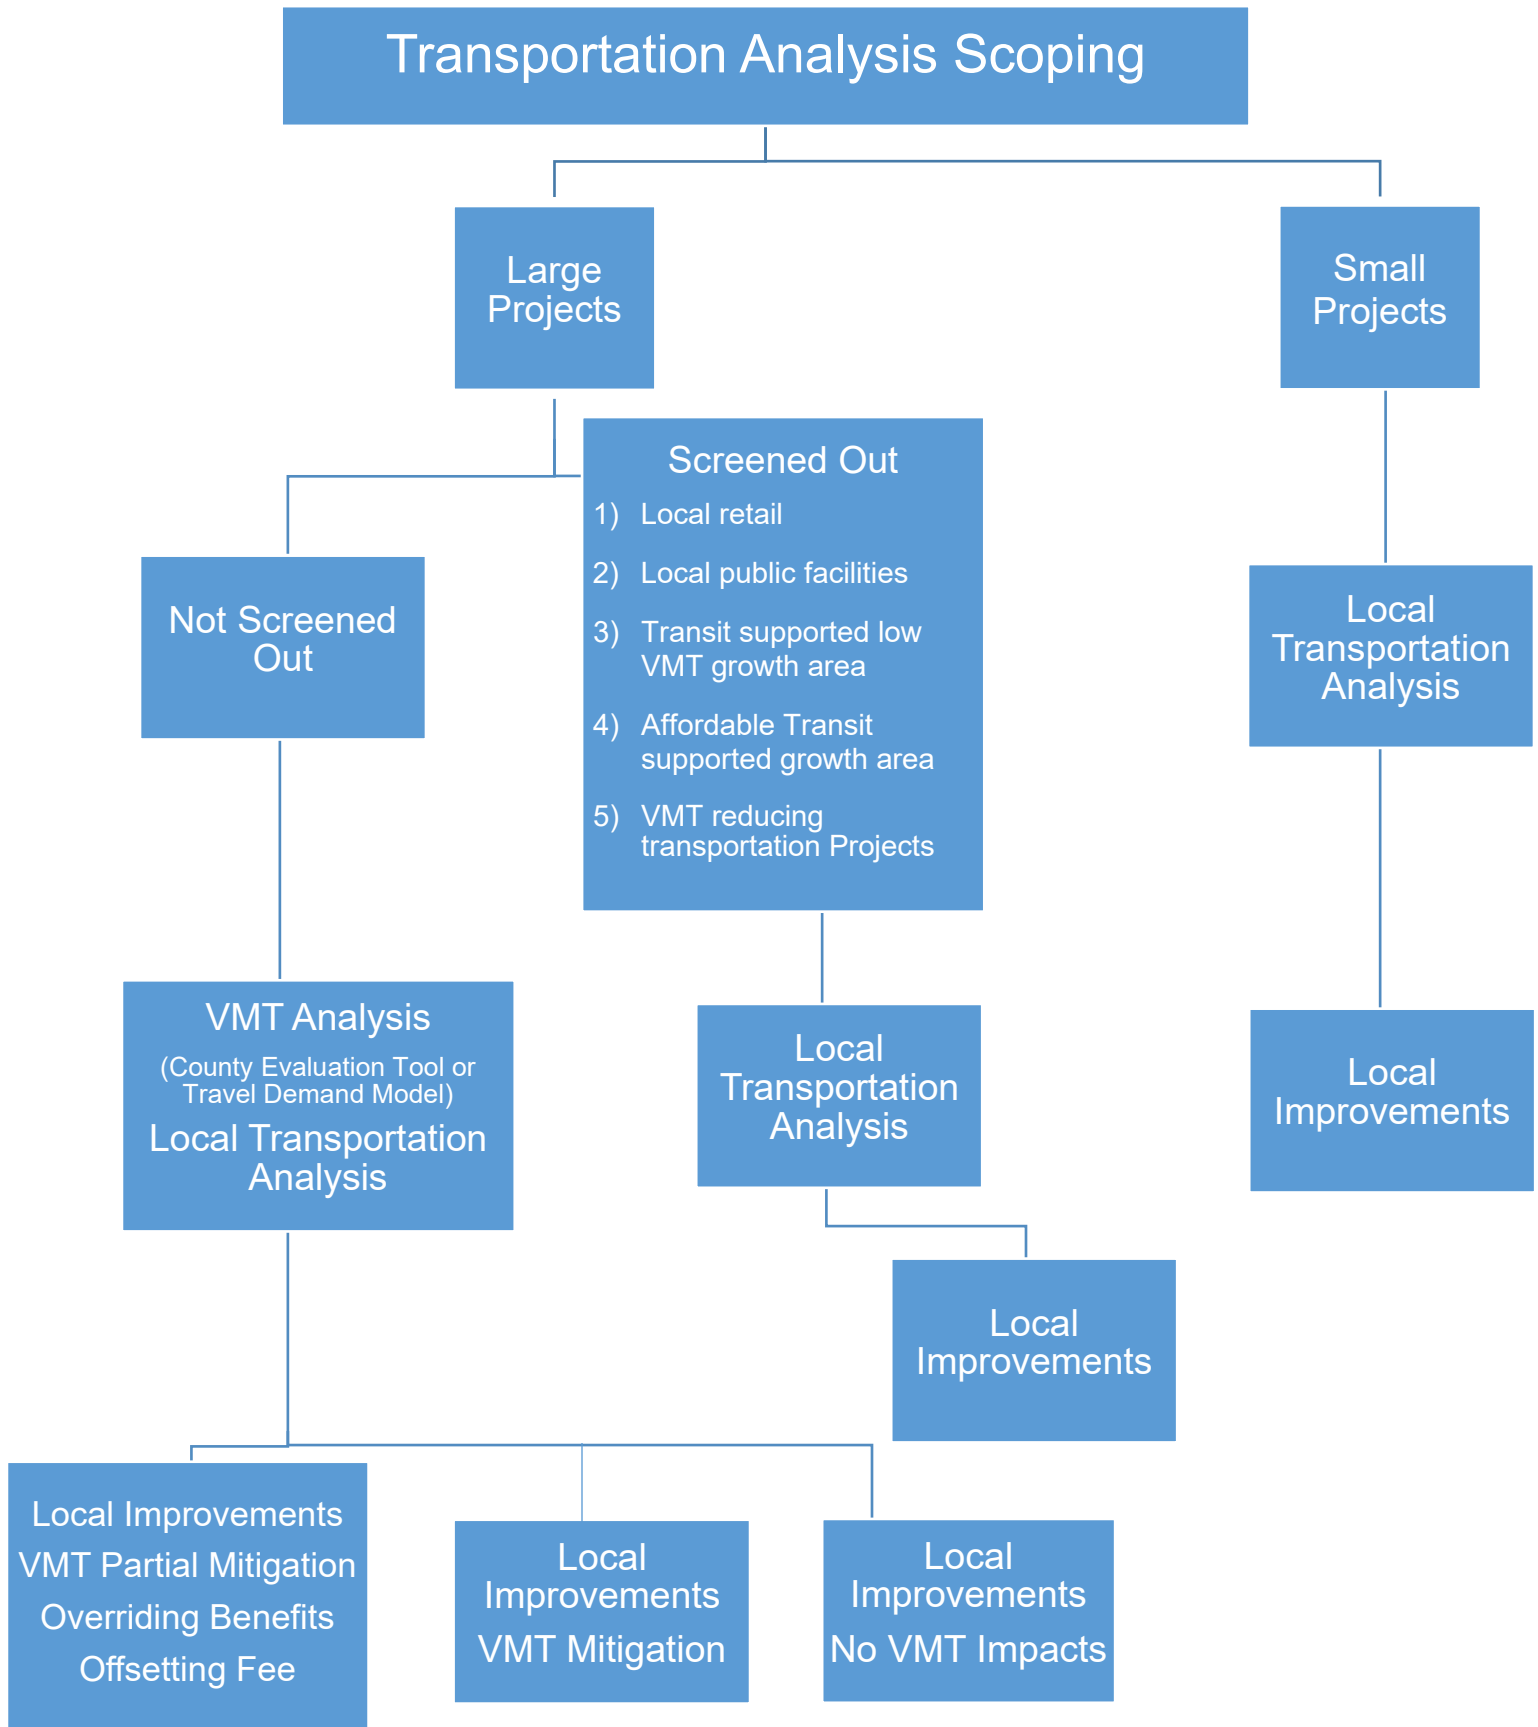 Transportation Analysis Scoping
Large
Projects
Small
Projects
Screened Out
1) Local retail
2) Local public facilities
3) Transit supported low
VMT growth area
4) Affordable Transit
supported growth area
5) VMT reducing
transportation Projects
Not Screened
Out
Local
Transportation
Analysis
VMT Analysis
(County Evaluation Tool or
Travel Demand Model)
Local Transportation
Analysis
Local
Transportation
Analysis
Local
Improvements
Local
Improvements
Local Improvements
VMT Partial Mitigation
Overriding Benefits
Offsetting Fee
Local
Improvements
VMT Mitigation
Local
Improvements
No VMT Impacts